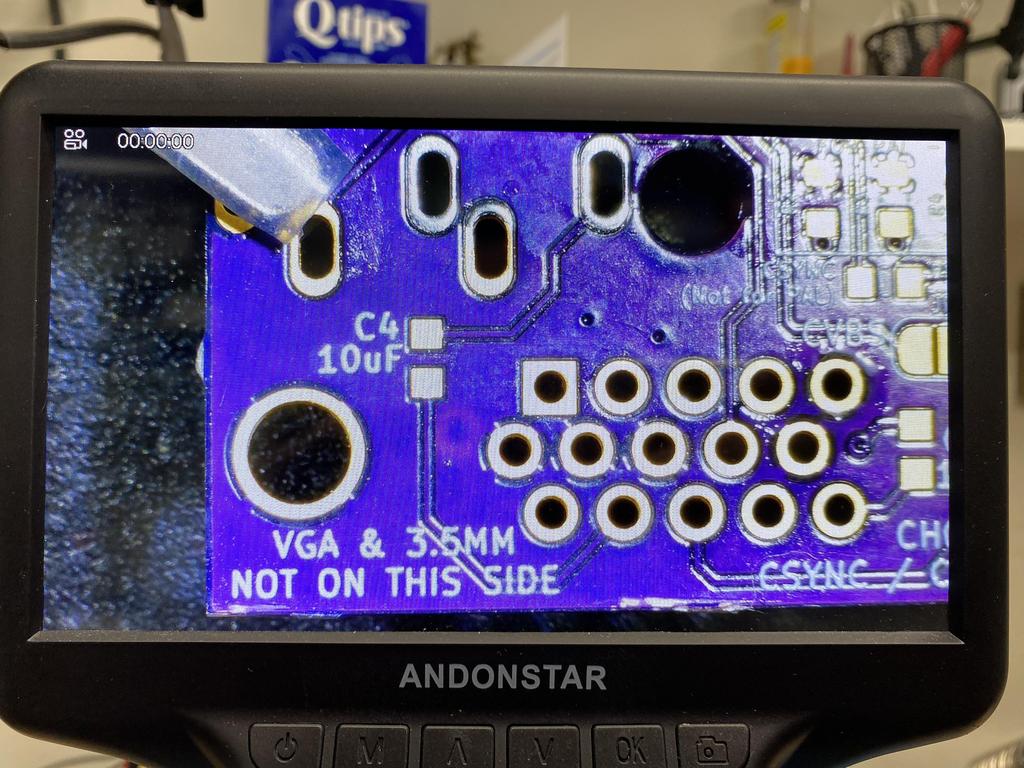 Qtips
00:00:00
R4
CSYNC
(Not for PAL)
CVBS
C4
10uF
VGA & 3.5MM
NOT ON THIS SIDE
CSYNC /
ANDONSTAR
M
OK